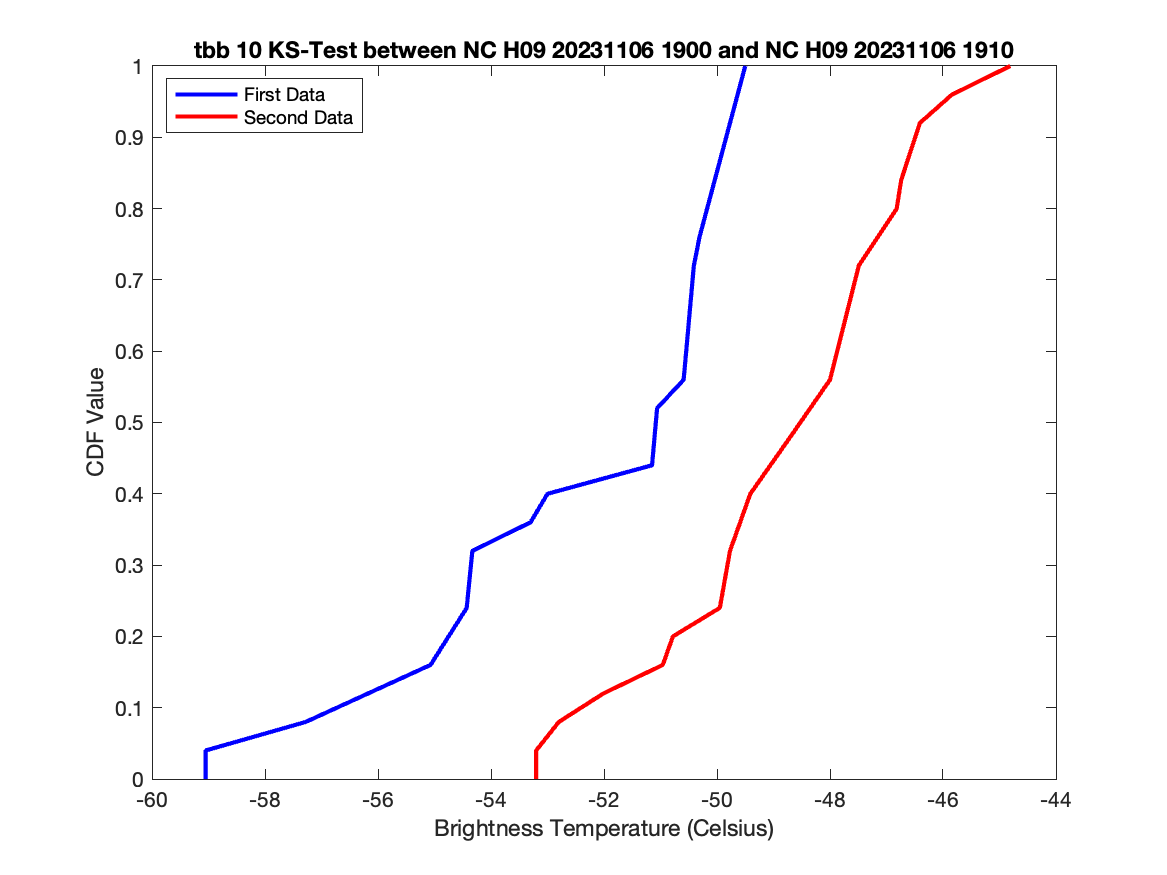 tbb 10 KS-Test between NC H09 20231106 1900 and NC H09 20231106 1910
First Data
Second Data
1
0.9
0.8
0.7
0.6
0.5
0.4
0.3
0.2
0.1
0
CDF Value
-60 -58 -56 -54 -52 -50 -48 -46 -44
Brightness Temperature (Celsius)